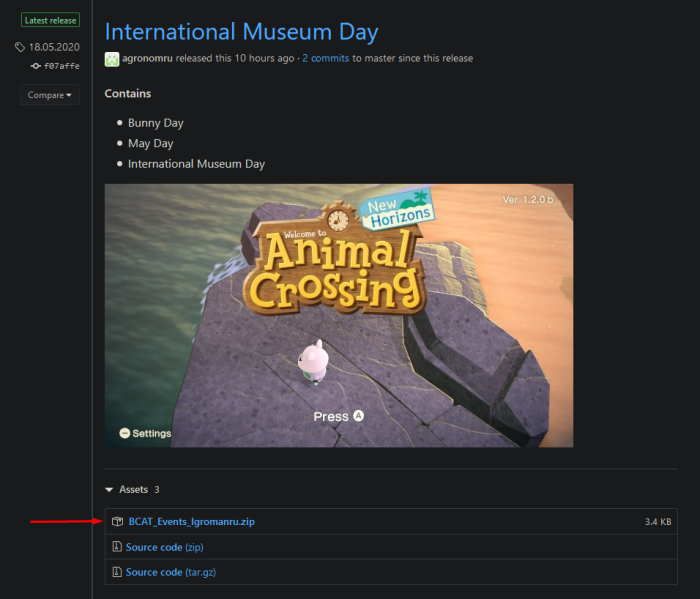 Latest release
18.05.2020
f07affe
Compare
International Museum Day
agronomru released this 10 hours ago · 2 commits to master since this release
Contains
Bunny Day
May Day
International Museum Day
Ver. 1.2.0 b
New
Horizons
Welcome to
Animal
Crossing
Press A
Settings
Assets 3
BCAT_Events_Igromanru.zip 3.4 KB
Source code (zip)
Source code (tar.gz)